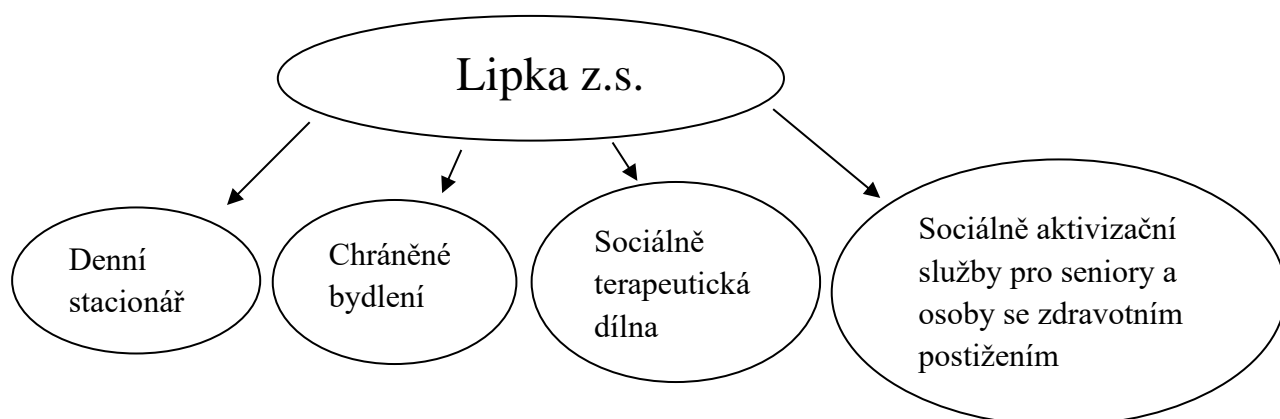 Lipka z.s.
Denní
stacionář
Chráněné
bydlení
Sociálně
terapeutická
dílna
Sociálně aktivizační
služby pro seniory a
osoby se zdravotním
postižením